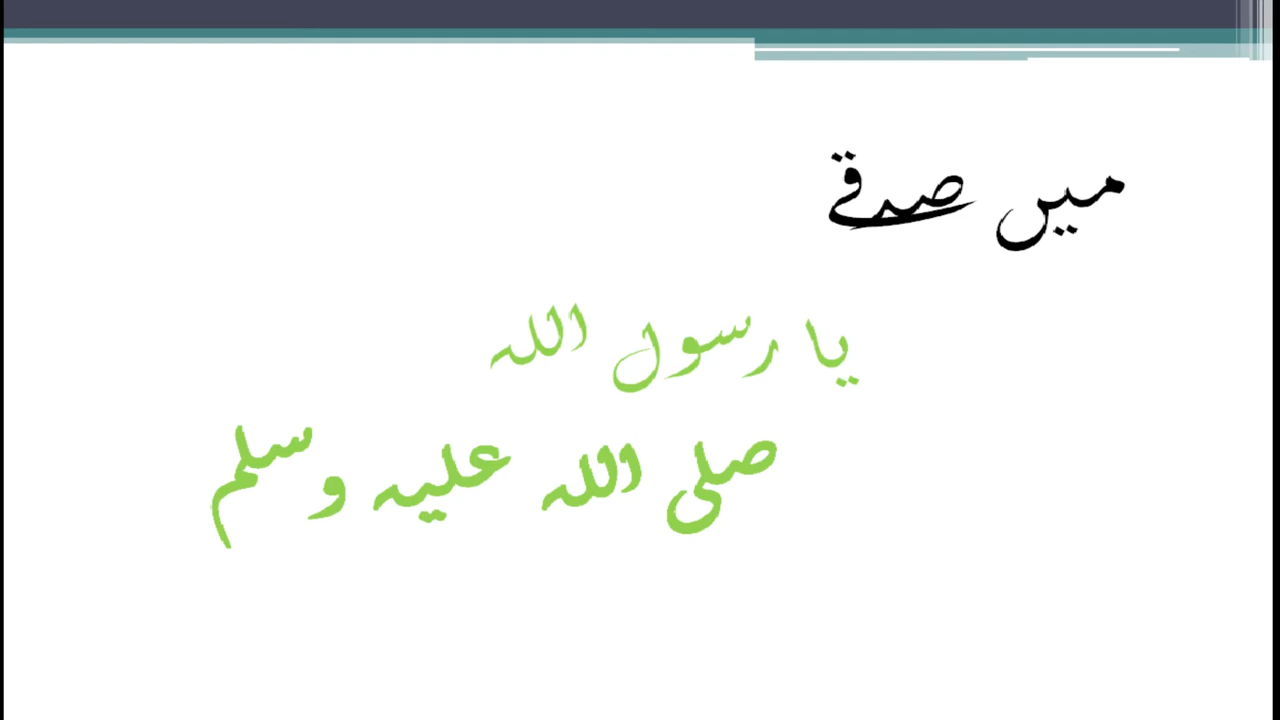 میں صدقے
یا رسول اللہ
صلی اللہ علیہ وسلم